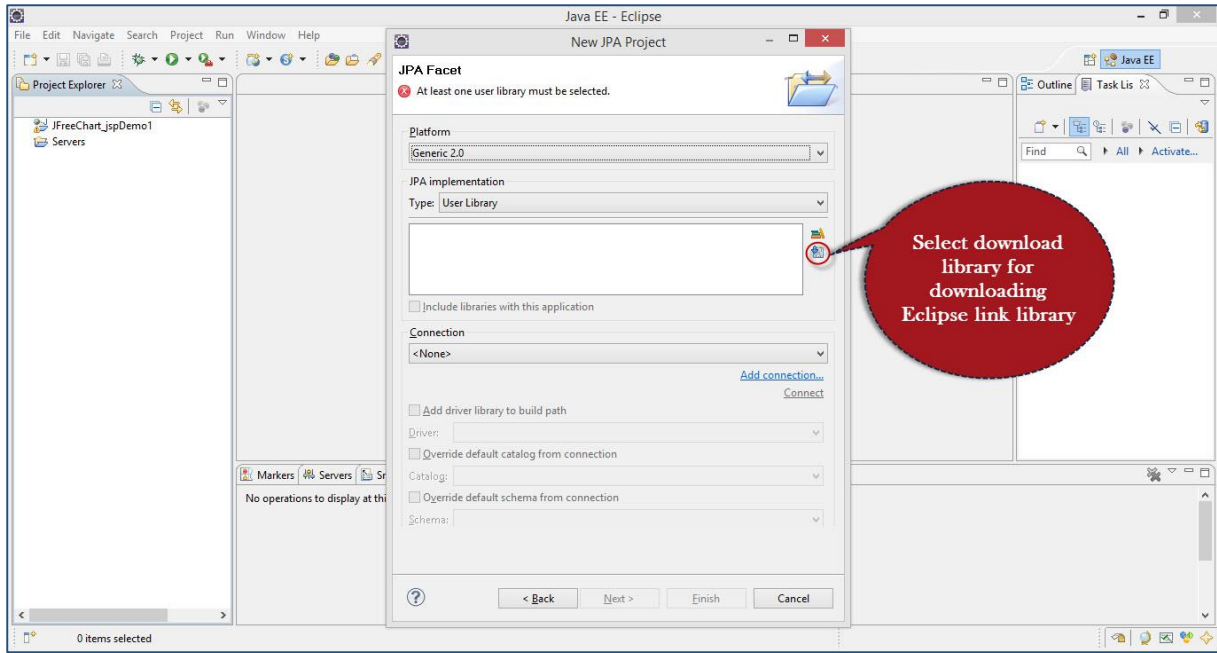 Java EE - Eclipse
File Edit Navigate Search Project Run Window Help
Java EE
Project Explorer
JFreeChart_jspDemo1
Servers
New JPA Project
JPA Facet
At least one user library must be selected.
Platform
Generic 2.0
JPA implementation
Type: User Library
Include libraries with this application
Connection
<None>
Add connection...
Connect
Add driver library to build path
Driver:
Override default catalog from connection
Catalog:
Override default schema from connection
Schema:
< Back Next > Finish Cancel
Outline Task Lis
Find All Activate...
Select download
library for
downloading
Eclipse link library
Markers Servers Sn
No operations to display at thi
0 items selected